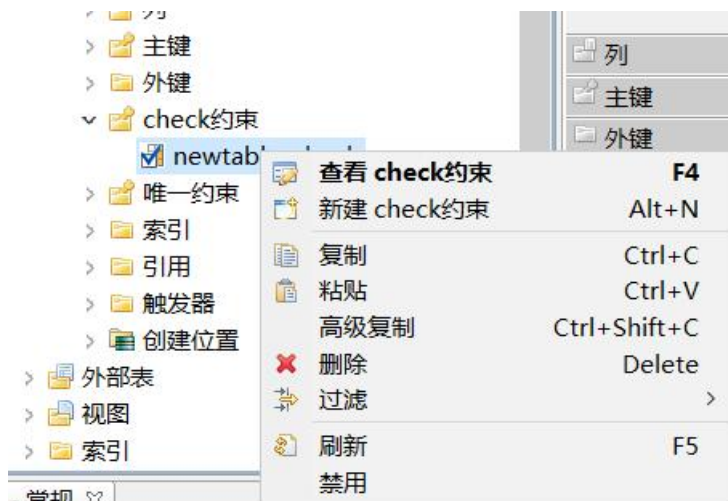 列
主键
外键
check约束
newtab
唯一约束
索引
引用
触发器
创建位置
外部表
视图
索引
常规
查看 check约束 F4
新建 check约束 Alt+N
复制 Ctrl+C
粘贴 Ctrl+V
高级复制 Ctrl+Shift+C
删除 Delete
过滤
刷新 F5
禁用
列
主键
外键